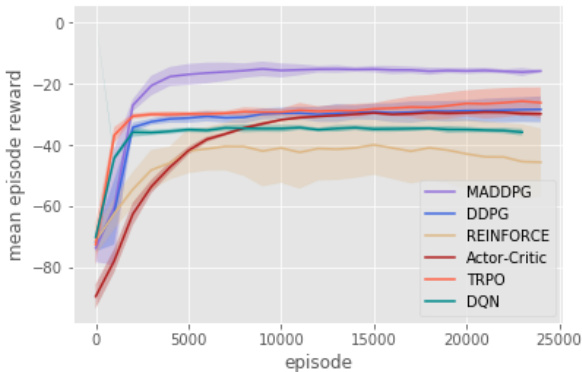 mean episode reward
0
−20
−40
−60
−80
MADDPG
DDPG
REINFORCE
Actor-Critic
TRPO
DQN
0 5000 10000 15000 20000 25000
episode